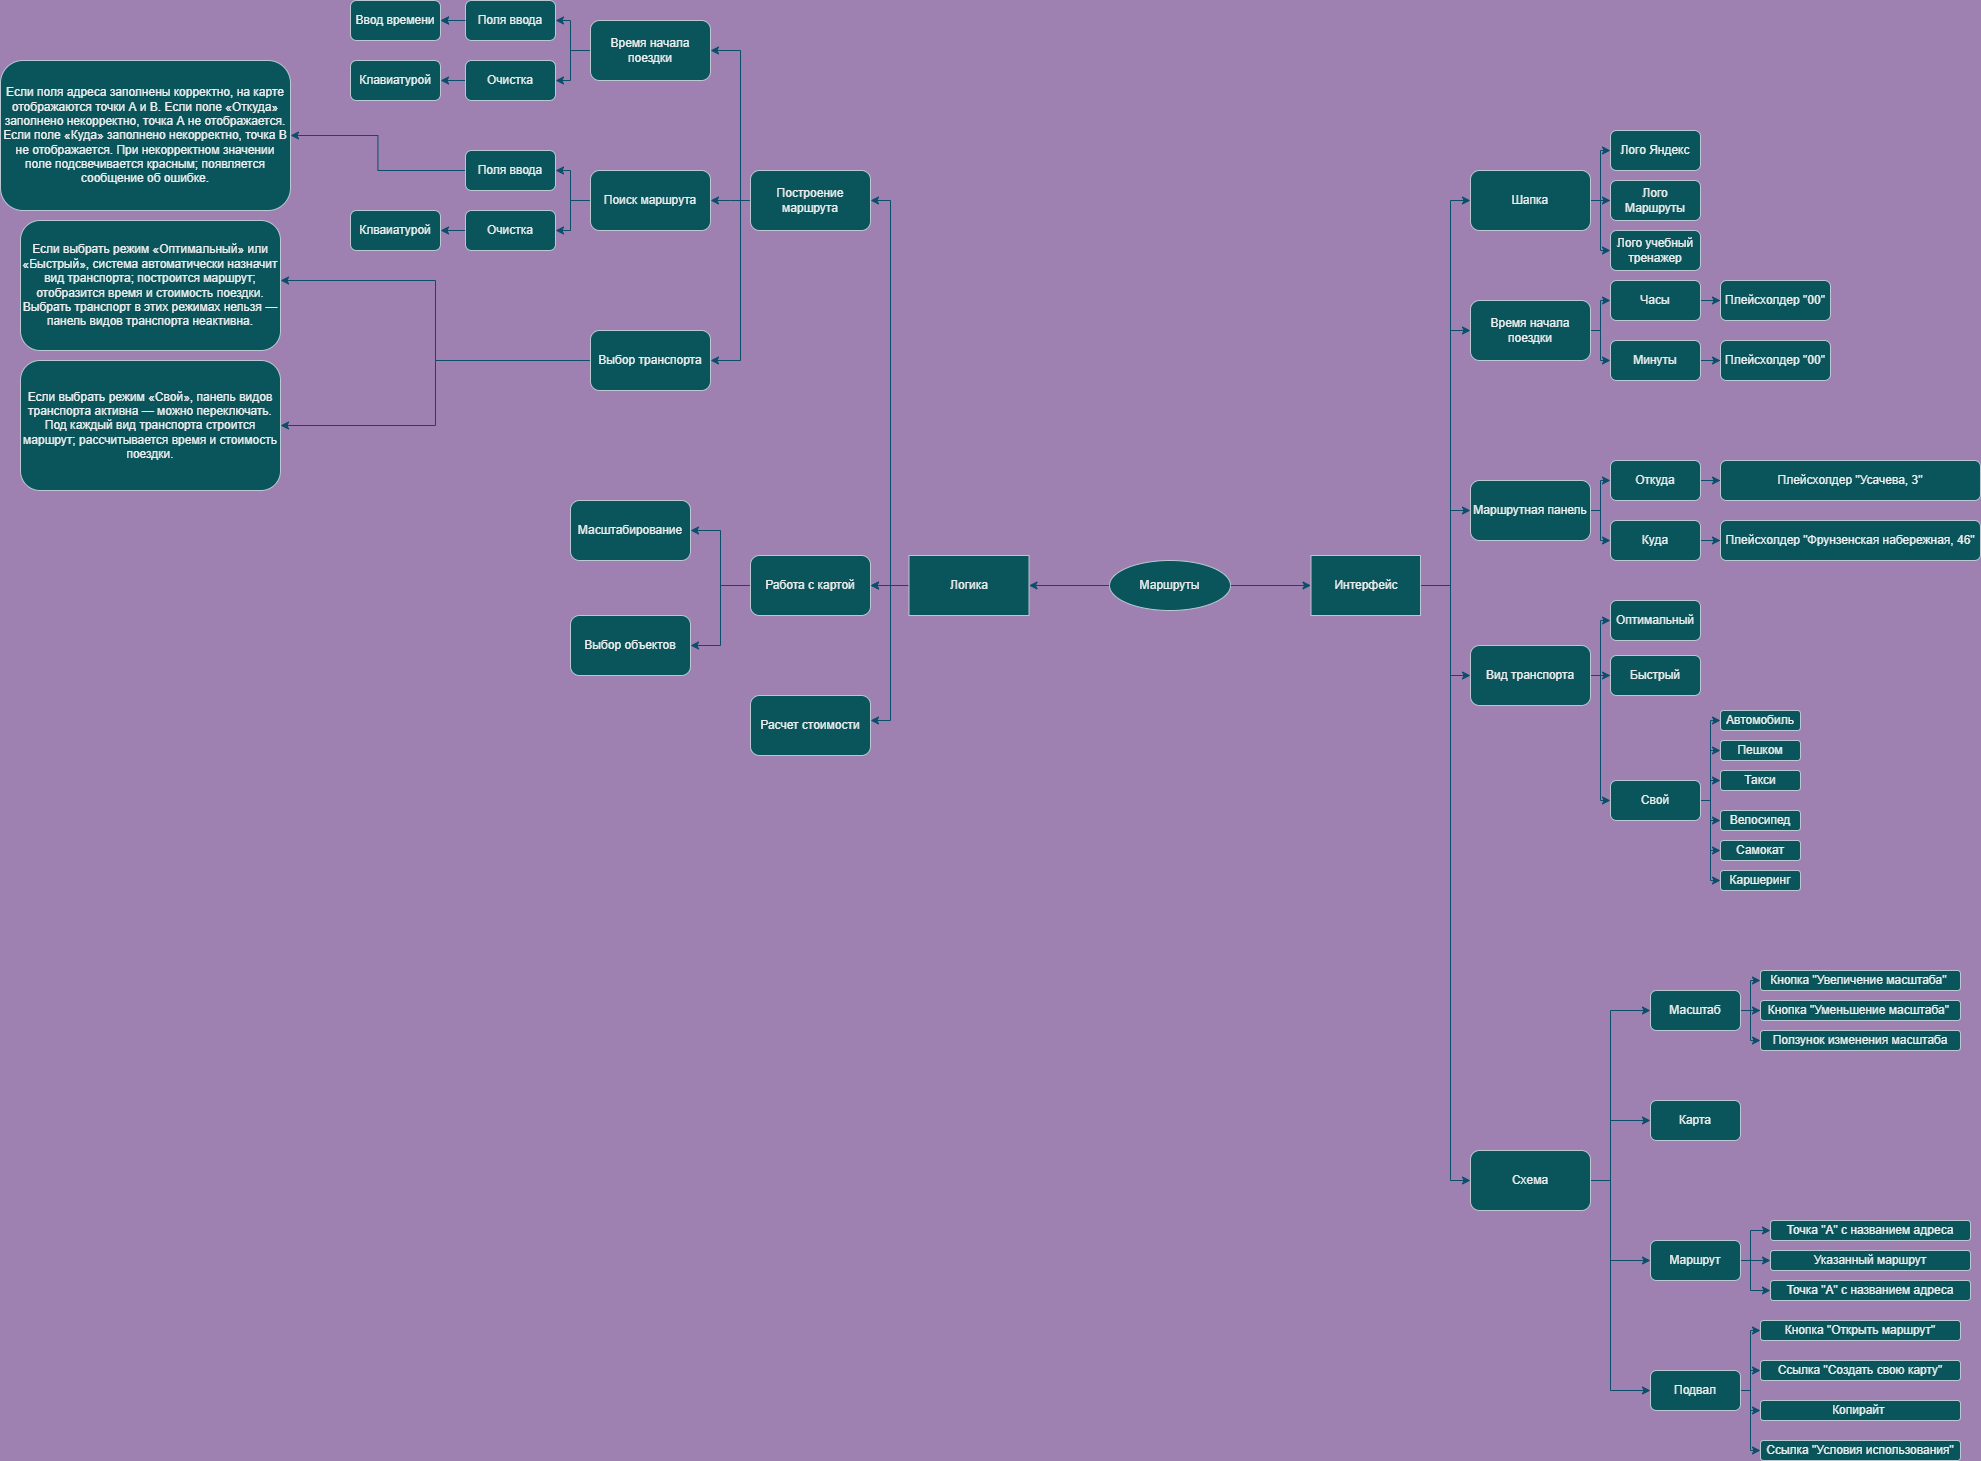 Ввод времени
Поля ввода
Время начала
поездки
Клавиатурой
Очистка
Если поля адреса заполнены корректно, на карте
отображаются точки А и В. Если поле «Откуда»
заполнено некорректно, точка А не отображается.
Если поле «Куда» заполнено некорректно, точка В
не отображается. При некорректном значении
поле подсвечивается красным; появляется
сообщение об ошибке.
Поля ввода
Поиск маршрута
Построение
маршрута
Клваиатурой
Очистка
Если выбрать режим «Оптимальный» или
«Быстрый», система автоматически назначит
вид транспорта; построится маршрут;
отобразится время и стоимость поездки.
Выбрать транспорт в этих режимах нельзя —
панель видов транспорта неактивна.
Выбор транспорта
Если выбрать режим «Свой», панель видов
транспорта активна — можно переключать.
Под каждый вид транспорта строится
маршрут; рассчитывается время и стоимость
поездки.
Масштабирование
Работа с картой
Выбор объектов
Расчет стоимости
Логика
Маршруты
Интерфейс
Шапка
Лого Яндекс
Лого
Маршруты
Лого учебный
тренажер
Время начала
поездки
Часы
Плейсхолдер "00"
Минуты
Плейсхолдер "00"
Маршрутная панель
Откуда
Плейсхолдер "Усачева, 3"
Куда
Плейсхолдер "Фрунзенская набережная, 46"
Вид транспорта
Оптимальный
Быстрый
Свой
Автомобиль
Пешком
Такси
Велосипед
Самокат
Каршеринг
Схема
Масштаб
Кнопка "Увеличение масштаба"
Кнопка "Уменьшение масштаба"
Ползунок изменения масштаба
Карта
Маршрут
Точка "А" с названием адреса
Указанный маршрут
Точка "А" с названием адреса
Подвал
Кнопка "Открыть маршрут"
Ссылка "Создать свою карту"
Копирайт
Ссылка "Условия использования"